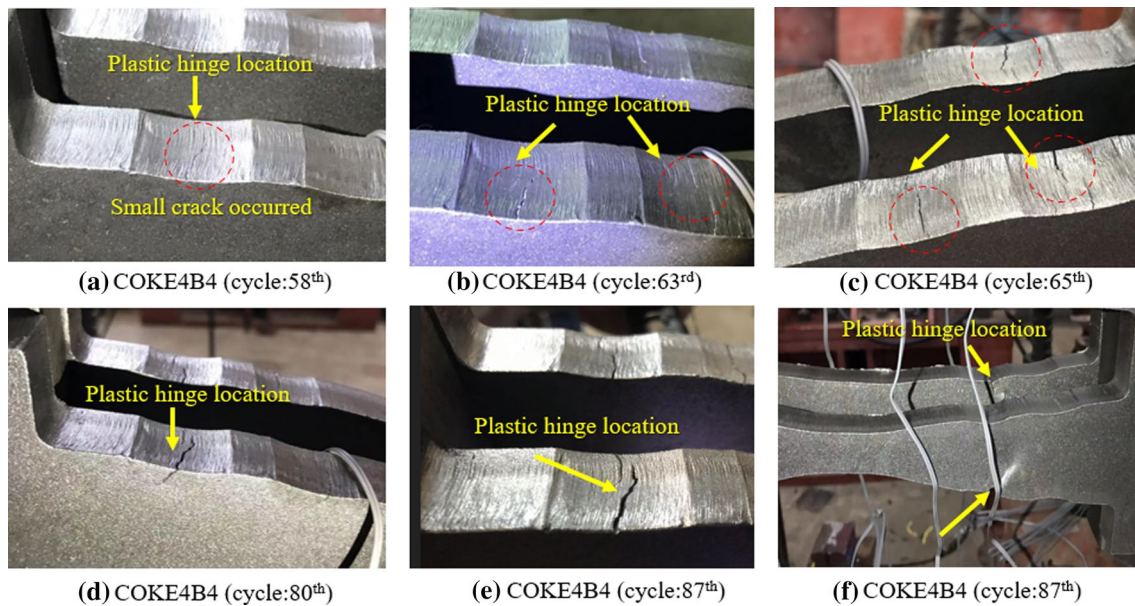 Plastic hinge location
Small crack occurred
(a) COKE4B4 (cycle:58th)
Plastic hinge location
(b) COKE4B4 (cycle:63rd)
Plastic hinge location
(c) COKE4B4 (cycle:65th)
Plastic hinge location
(d) COKE4B4 (cycle:80th)
Plastic hinge location
(e) COKE4B4 (cycle:87th)
Plastic hinge location
(f) COKE4B4 (cycle:87th)